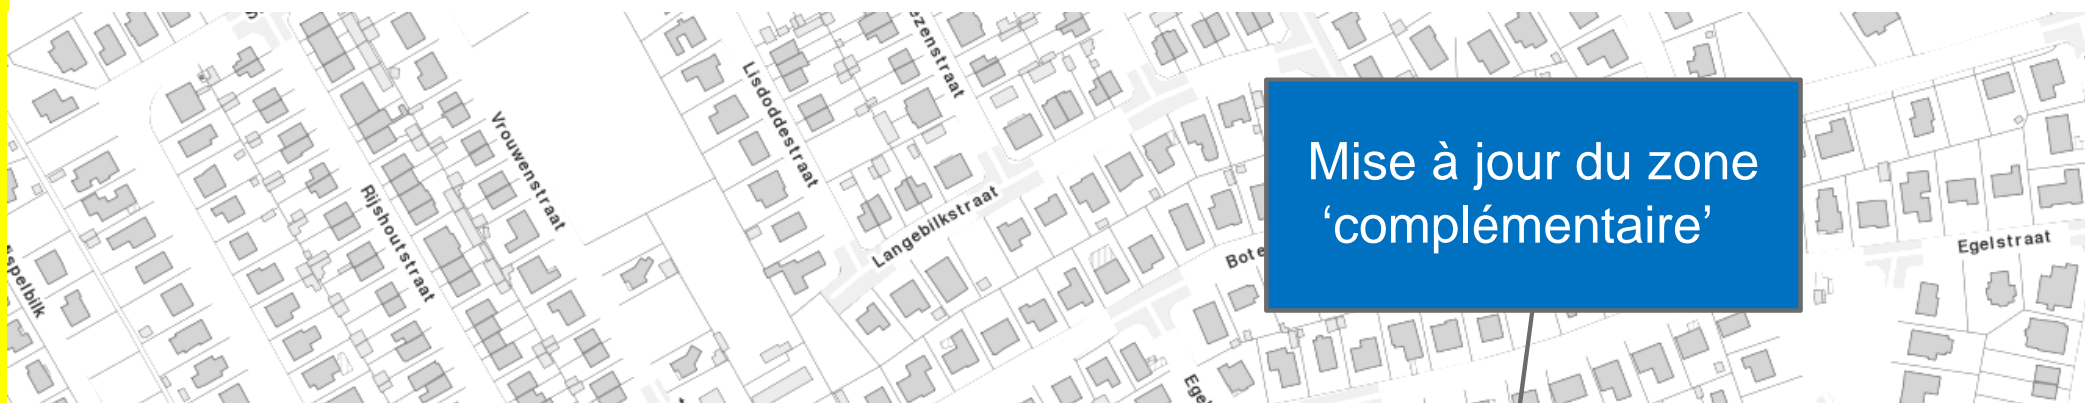 Mise à jour du zone
‘complémentaire’
Lisdoddestraat
Vrouwenstraat
Rijshoutstraat
Langebilkstraat
Egelstraat